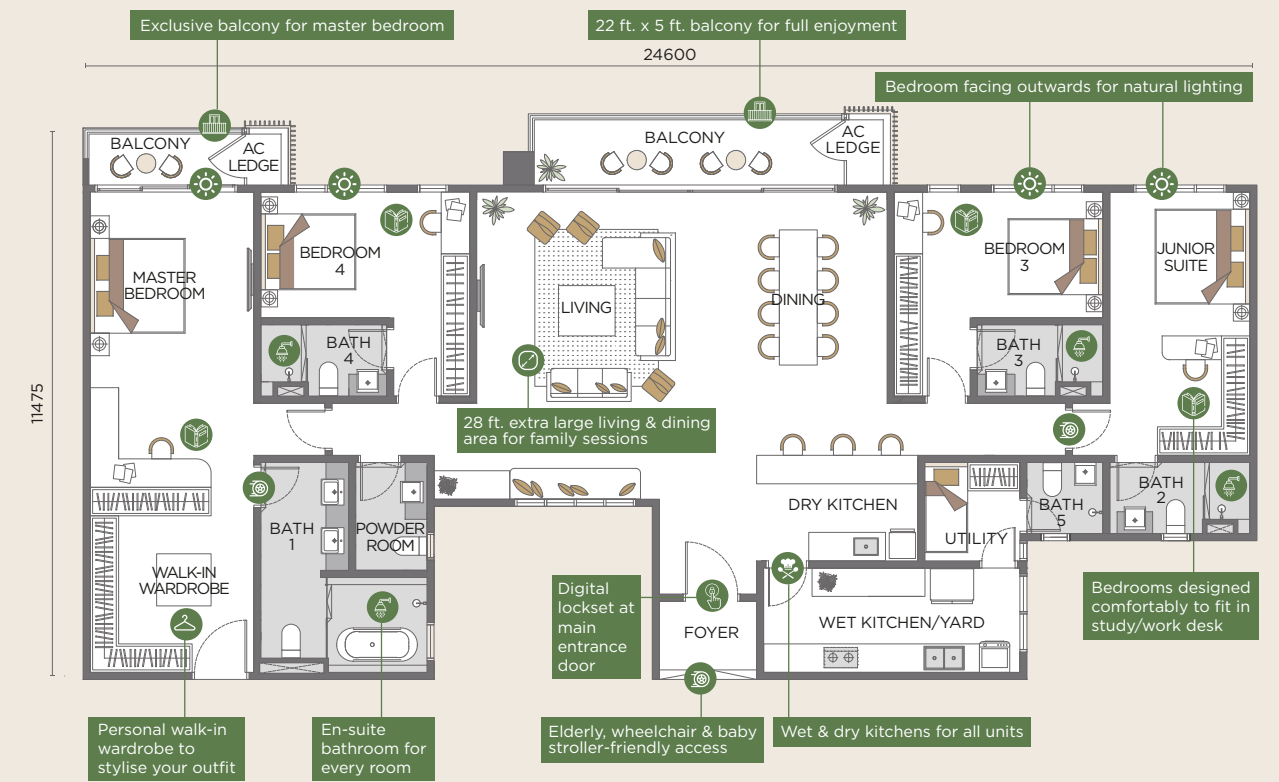 Exclusive balcony for master bedroom
22 ft. x 5 ft. balcony for full enjoyment
24600
Bedroom facing outwards for natural lighting
BALCONY
AC
LEDGE
BALCONY
AC
LEDGE
MASTER
BEDROOM
BEDROOM
4
LIVING
DINING
BEDROOM
3
JUNIOR
SUITE
BATH
4
BATH
3
11475
28 ft. extra large living & dining
area for family sessions
BATH
1
POWDER
ROOM
DRY KITCHEN
UTILITY
BATH
5
BATH
2
WALK-IN
WARDROBE
Digital
lockset at
main
entrance
door
FOYER
WET KITCHEN/YARD
Bedrooms designed
comfortably to fit in
study/work desk
Personal walk-in
wardrobe to
stylise your outfit
En-suite
bathroom for
every room
Elderly, wheelchair & baby
stroller-friendly access
Wet & dry kitchens for all units